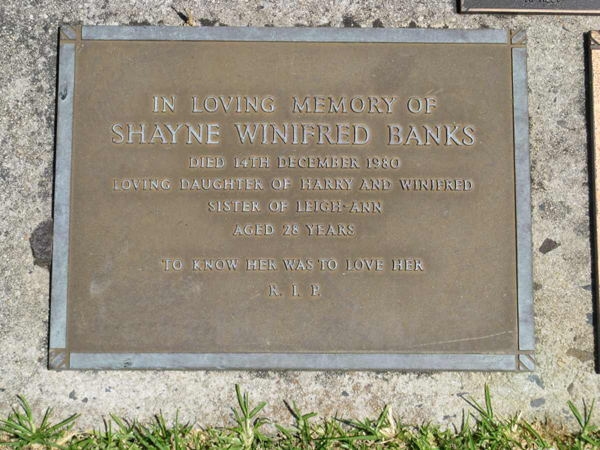 IN LOVING MEMORY OF
SHAYNE WINIFRED BANKS
DIED 14TH DECEMBER 1980
LOVING DAUGHTER OF HARRY AND WINIFRED
SISTER OF LEIGH-ANN
AGED 28 YEARS
TO KNOW HER WAS TO LOVE HER
R. I. P.